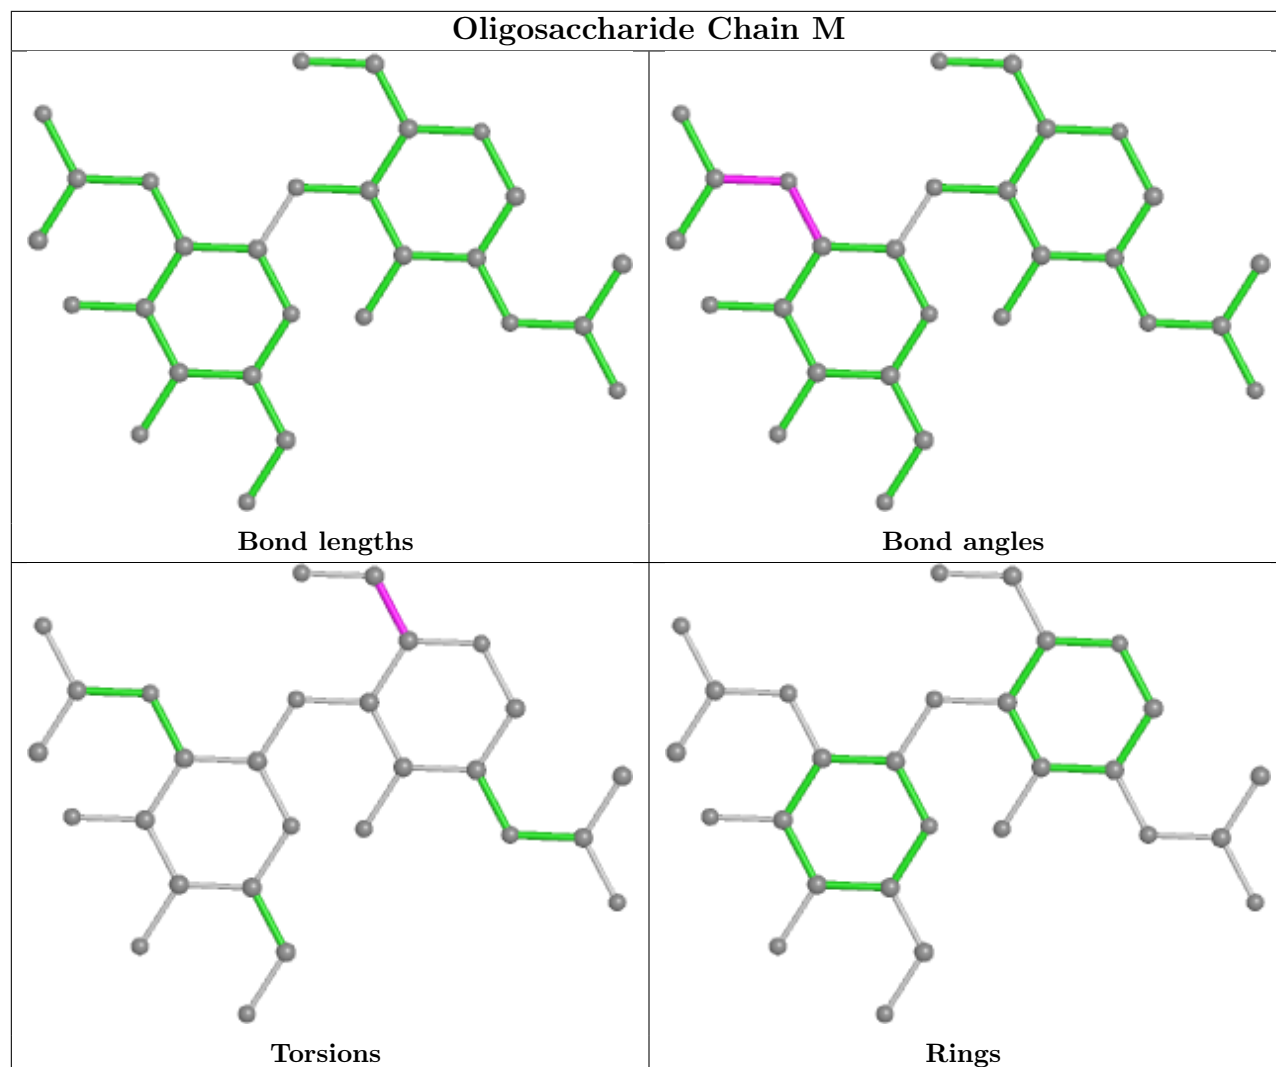 Oligosaccharide Chain M
Bond lengths
Bond angles
Torsions
Rings